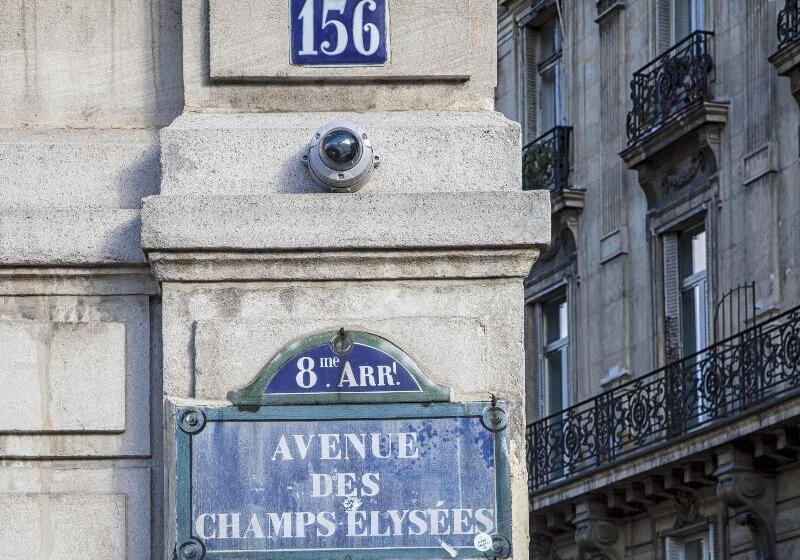 156
8me. ARRt.
AVENUE
DES
CHAMPS-ÉLYSÉES